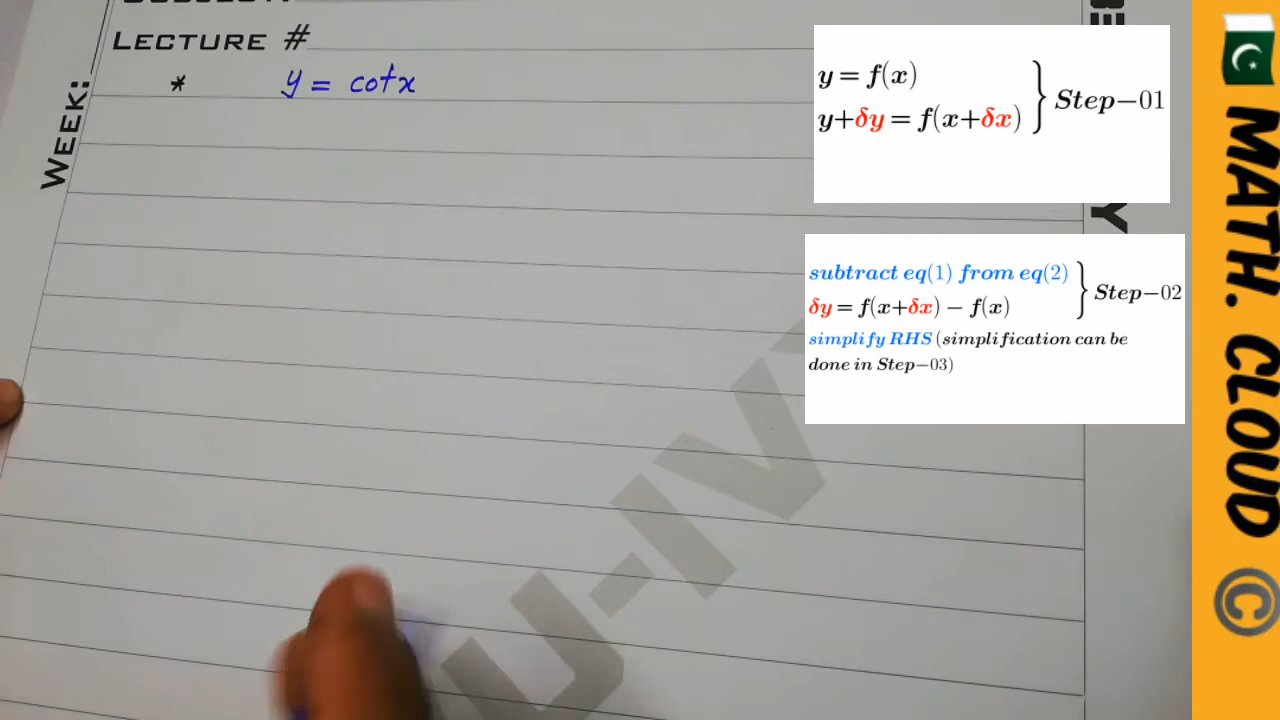 LECTURE #
* y = cotx
WEEK:
y = f(x)
y+δy = f(x+δx) } Step-01
subtract eq(1) from eq(2)
δy = f(x+δx) - f(x) } Step-02
simplify RHS (simplification can be
done in Step-03)
U-IV
MATH. CLOUD ©